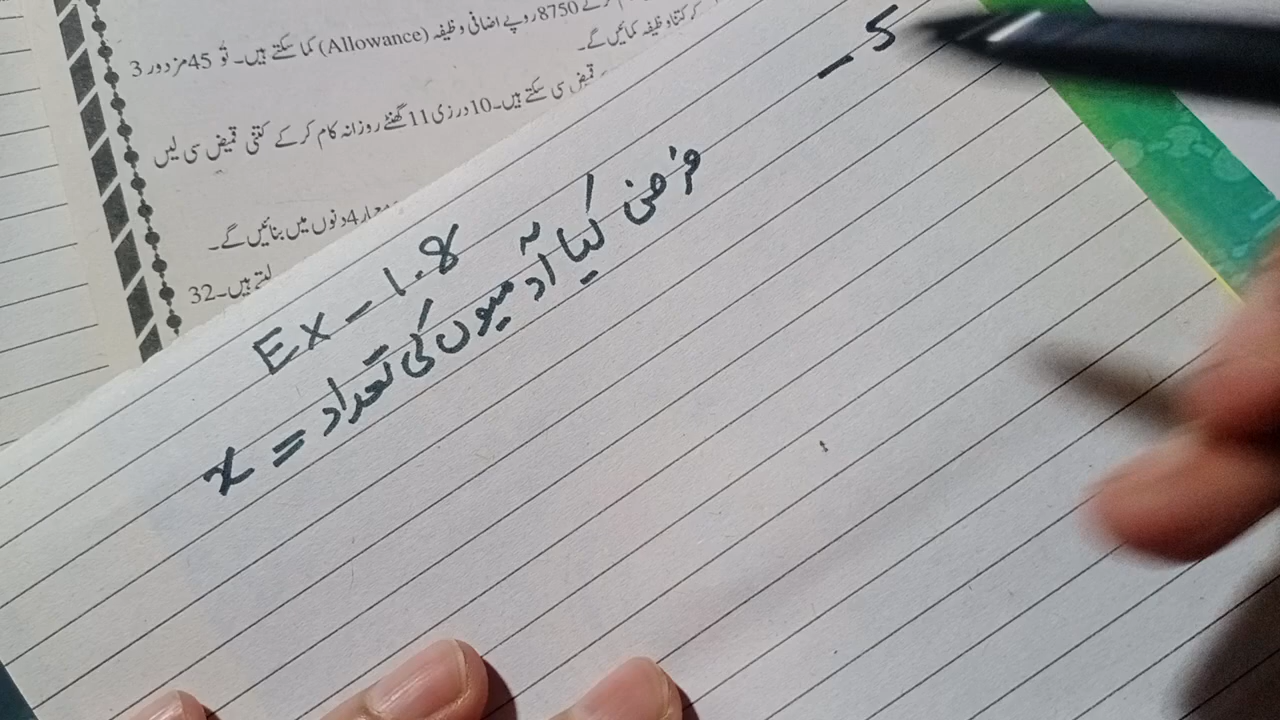 8750 روپے اضافی وظیفہ (Allowance) کما سکتے ہیں۔ تو 45 مزدور 3
کر کتنا وظیفہ کمائیں گے۔
قمیض سی سکتے ہیں۔ 10 درزی 11 گھنٹے روزانہ کام کر کے کتنی قمیض سی لیں
4 دنوں میں بنائیں گے۔
ہیں۔ 32
5 –
Ex – 1.8
فرض کیا آدمیوں کی تعداد = x